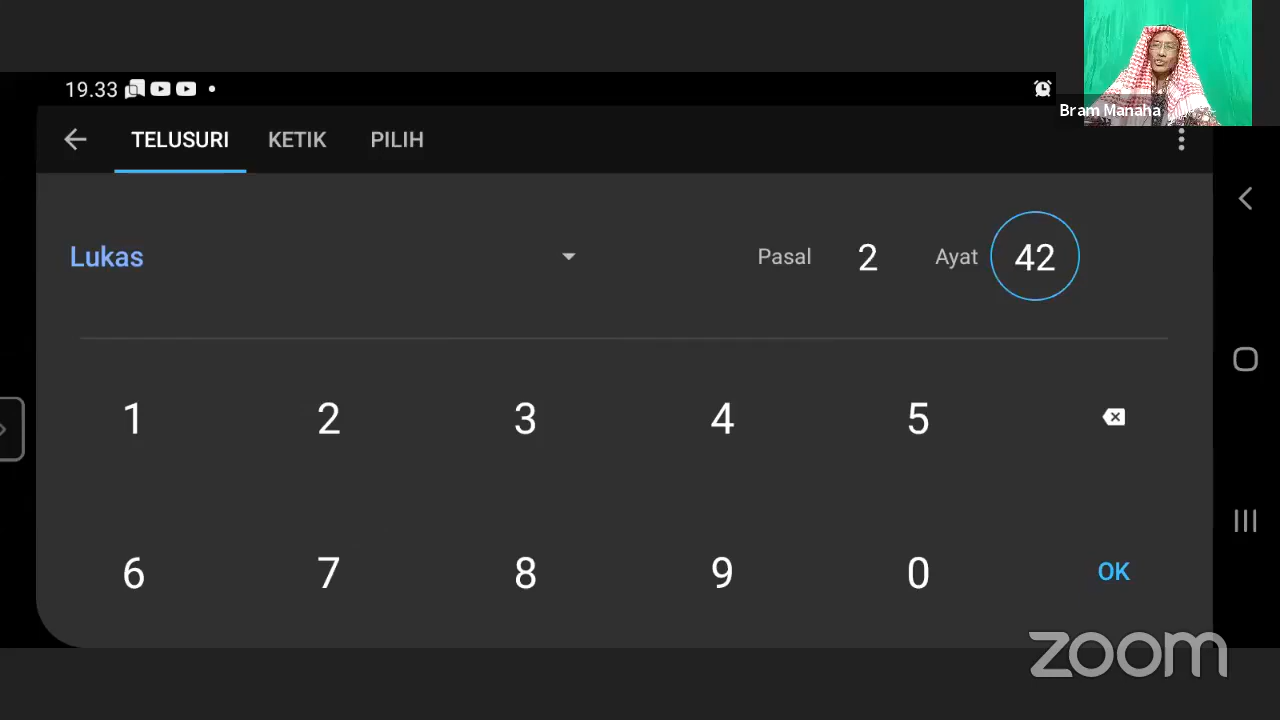 19.33
Bram Manaha
TELUSURI KETIK PILIH
Lukas Pasal 2 Ayat 42
1 2 3 4 5
6 7 8 9 0 OK
zoom